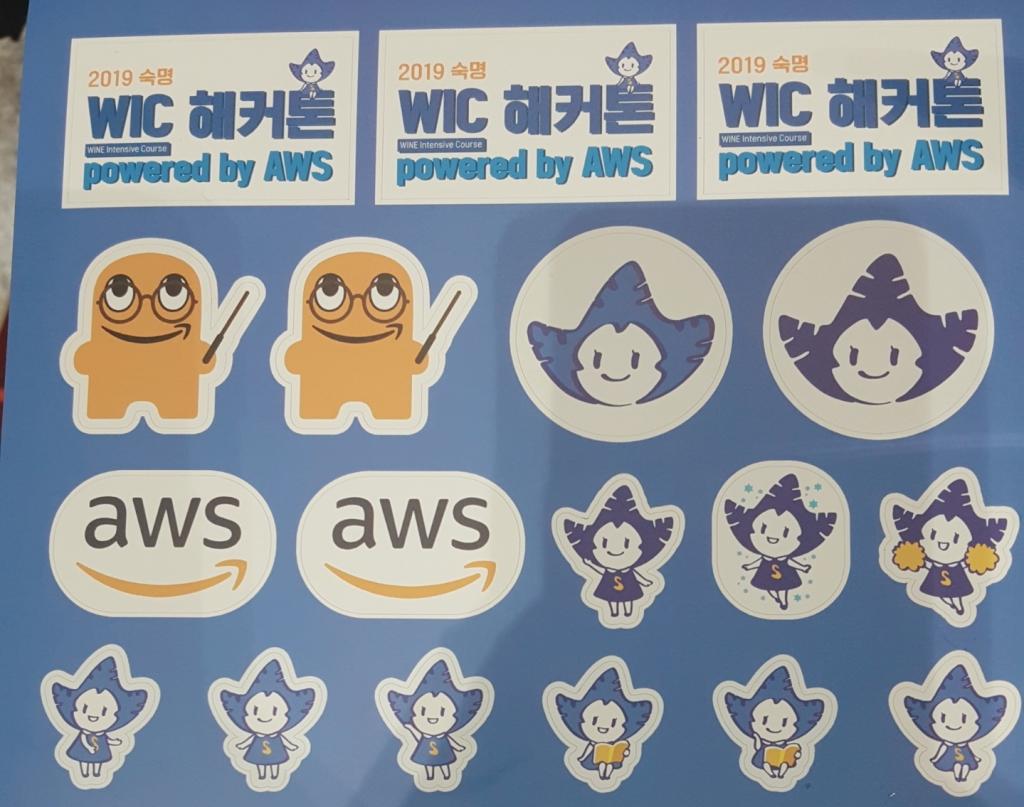 2019 숙명
WIC 해커톤
WINE Intensive Course
powered by AWS
2019 숙명
WIC 해커톤
WINE Intensive Course
powered by AWS
2019 숙명
WIC 해커톤
WINE Intensive Course
powered by AWS
aws
aws
S
S
S
S
S
S
S